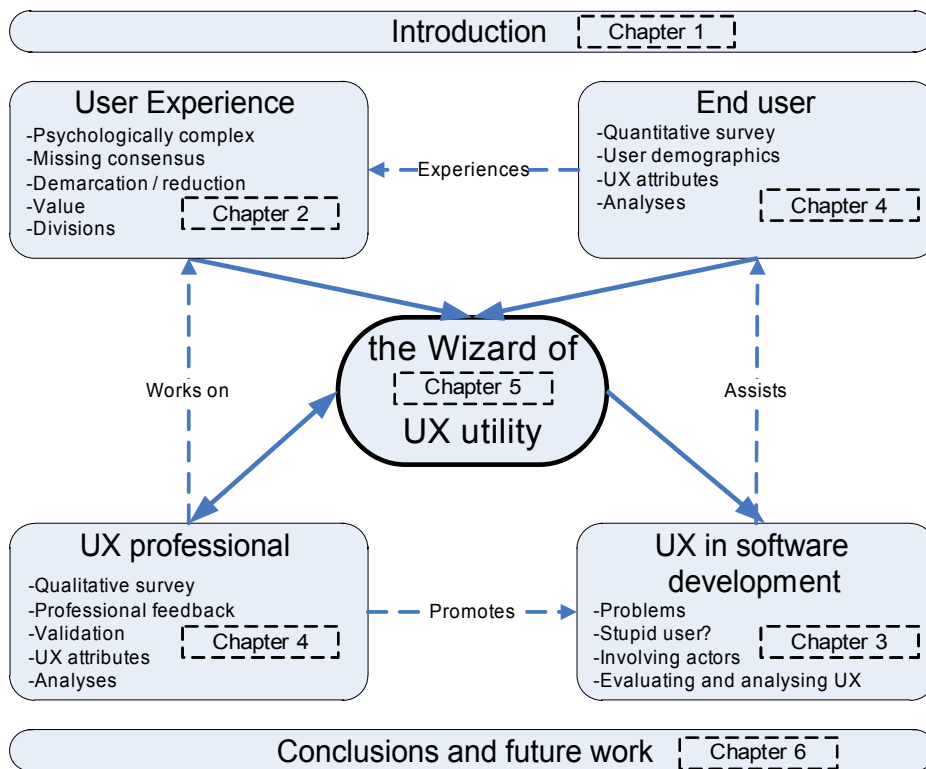 Introduction Chapter 1
User Experience
-Psychologically complex
-Missing consensus
-Demarcation / reduction
-Value
-Divisions
Chapter 2
Experiences
End user
-Quantitative survey
-User demographics
-UX attributes
-Analyses
Chapter 4
the Wizard of
Chapter 5
UX utility
Works on
Assists
UX professional
-Qualitative survey
-Professional feedback
-Validation
-UX attributes
-Analyses
Chapter 4
Promotes
UX in software
development
-Problems
-Stupid user?
-Involving actors
-Evaluating and analysing UX
Chapter 3
Conclusions and future work Chapter 6